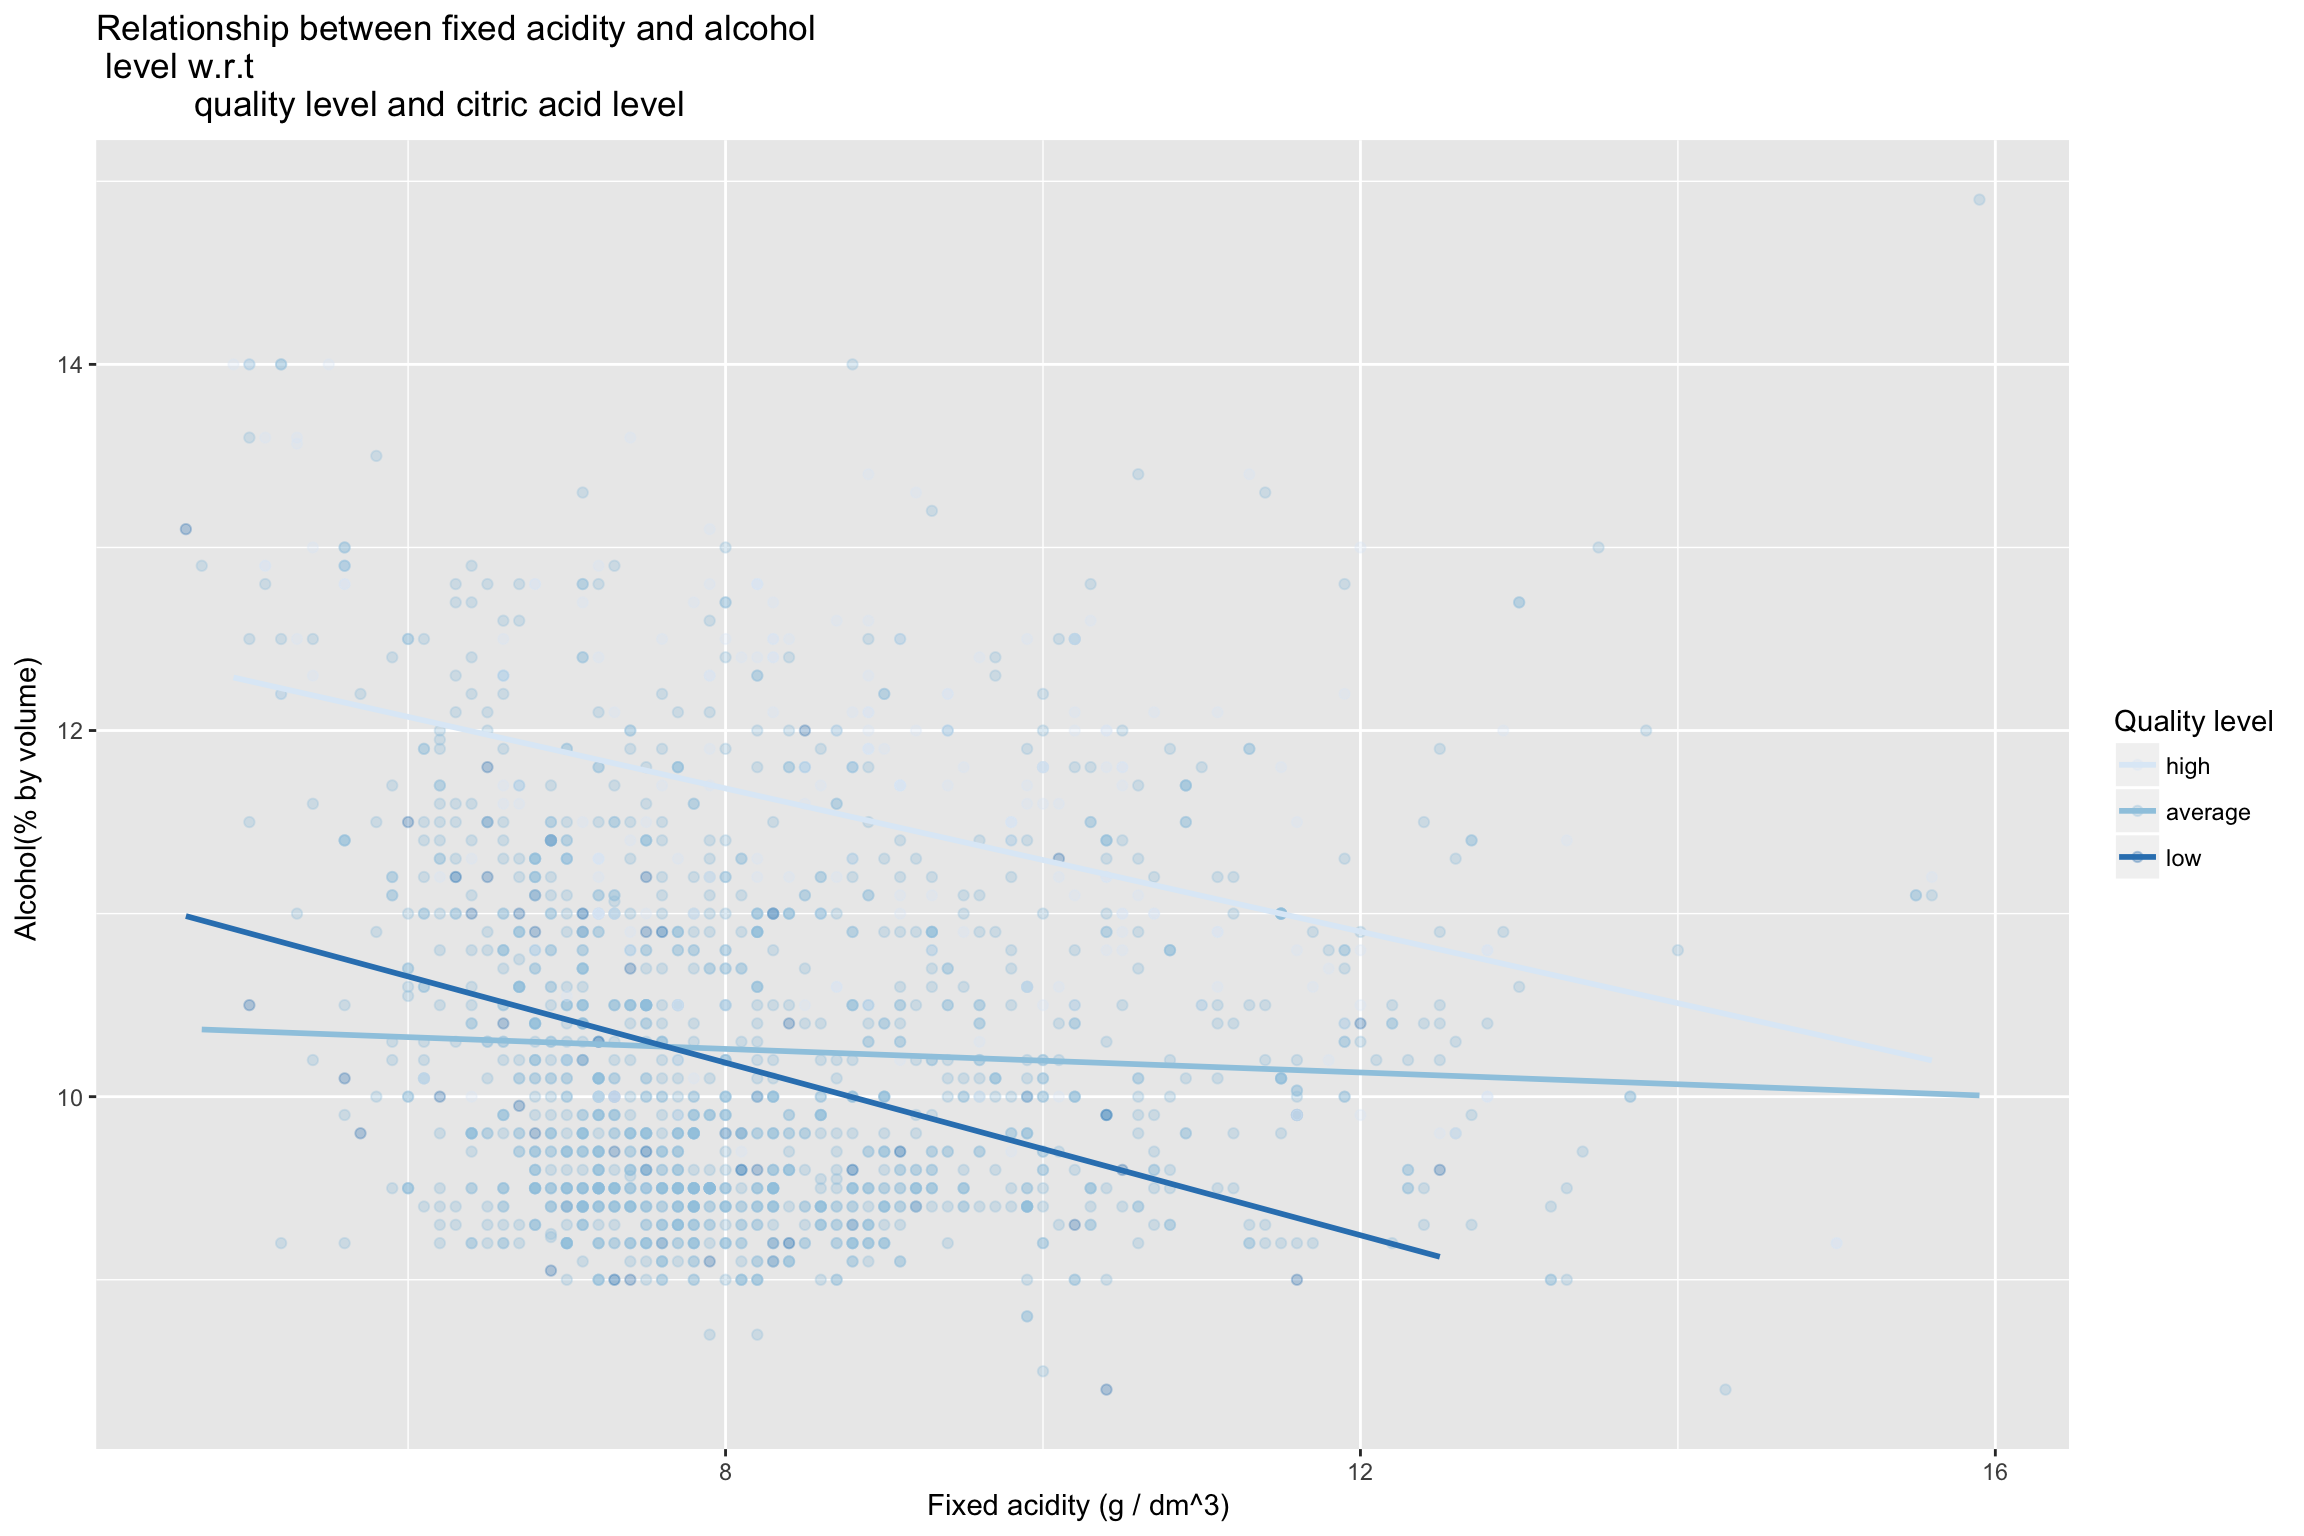 Relationship between fixed acidity and alcohol
level w.r.t
quality level and citric acid level
14
12
10
Alcohol(% by volume)
8
12
16
Fixed acidity (g / dm^3)
Quality level
high
average
low